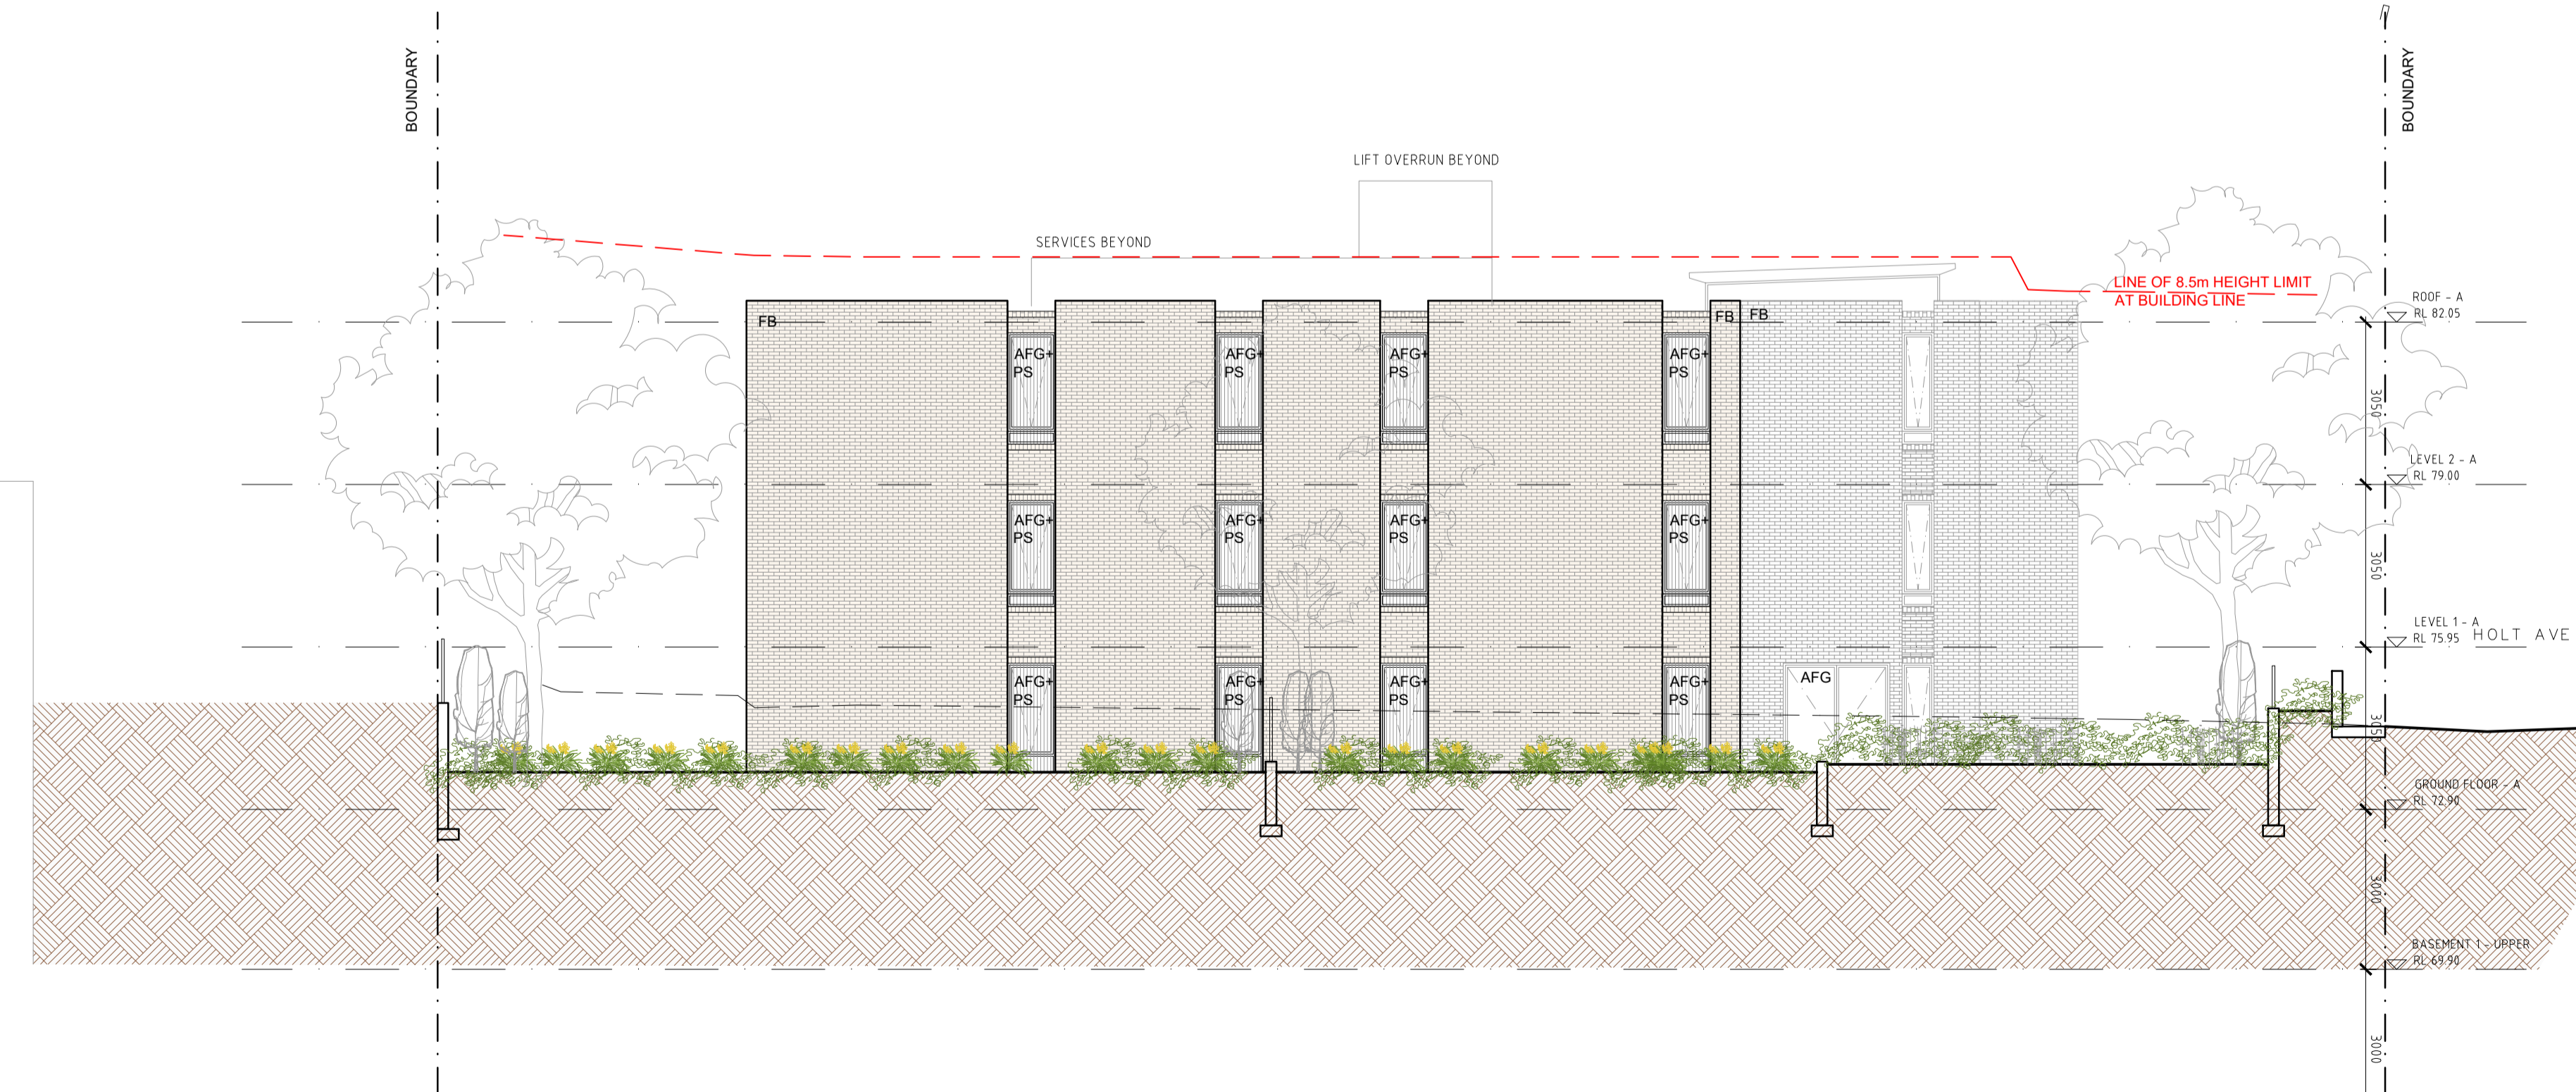 BOUNDARY
BOUNDARY
LIFT OVERRUN BEYOND
SERVICES BEYOND
LINE OF 8.5m HEIGHT LIMIT
AT BUILDING LINE
ROOF - A
RL 82.05
FB
FB
FB
AFG+
PS
AFG+
PS
AFG+
PS
AFG+
PS
3050
LEVEL 2 - A
RL 79.00
AFG+
PS
AFG+
PS
AFG+
PS
AFG+
PS
3050
LEVEL 1 - A
RL 75.95
HOLT AVE
AFG+
PS
AFG+
PS
AFG+
PS
AFG+
PS
AFG
3050
GROUND FLOOR - A
RL 72.90
3000
BASEMENT 1 - UPPER
RL 69.90
3000